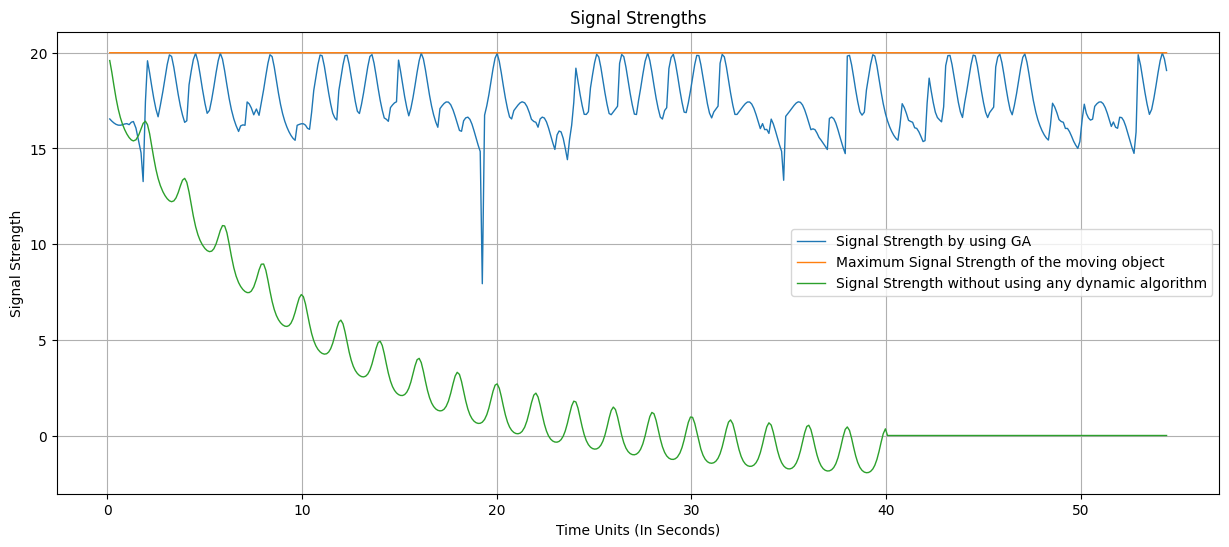 Signal Strengths
Signal Strength
20
15
10
5
0
Signal Strength by using GA
Maximum Signal Strength of the moving object
Signal Strength without using any dynamic algorithm
0 10 20 30 40 50
Time Units (In Seconds)